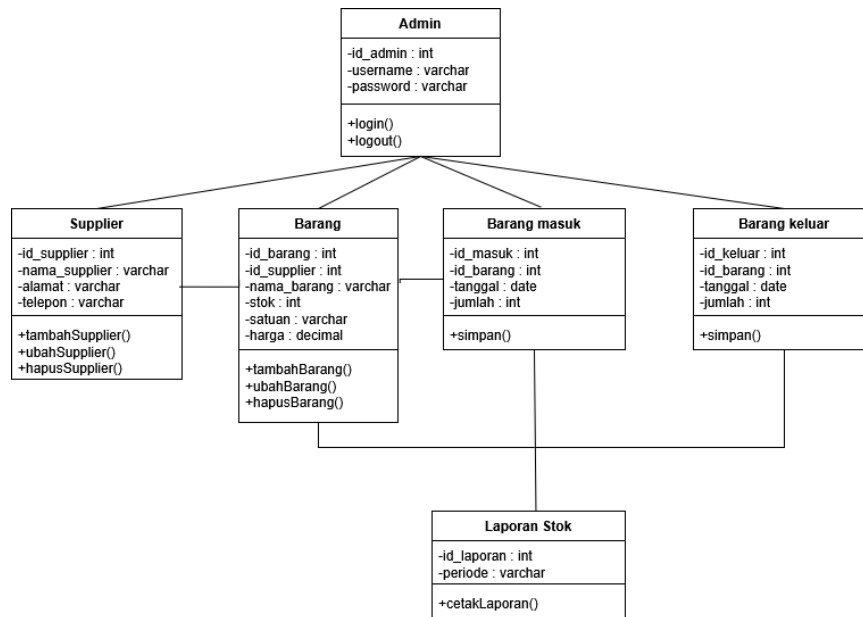 Admin
-id_admin : int
-username : varchar
-password : varchar
+login()
+logout()
Supplier
-id_supplier : int
-nama_supplier : varchar
-alamat : varchar
-telepon : varchar
+tambahSupplier()
+ubahSupplier()
+hapusSupplier()
Barang
-id_barang : int
-id_supplier : int
-nama_barang : varchar
-stok : int
-satuan : varchar
-harga : decimal
+tambahBarang()
+ubahBarang()
+hapusBarang()
Barang masuk
-id_masuk : int
-id_barang : int
-tanggal : date
-jumlah : int
+simpan()
Barang keluar
-id_keluar : int
-id_barang : int
-tanggal : date
-jumlah : int
+simpan()
Laporan Stok
-id_laporan : int
-periode : varchar
+cetakLaporan()